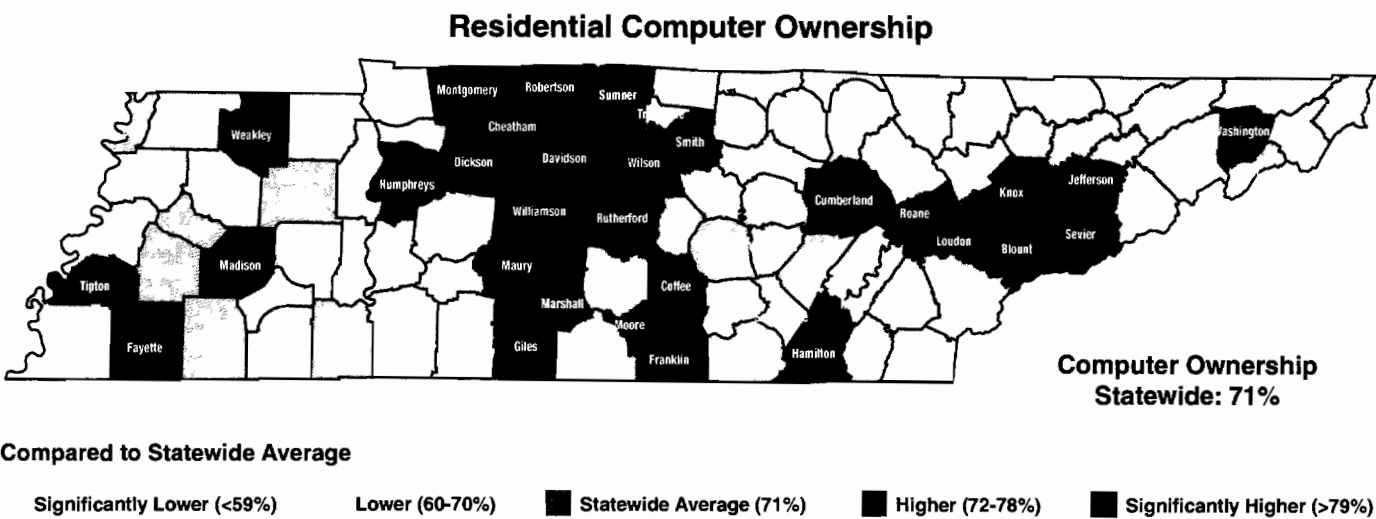 Residential Computer Ownership
Montgomery Robertson Sumner
Weakley Cheatham Smith
Dickson Davidson Wilson
Humphreys Cumberland Knox Jefferson
Williamson Rutherford Roane
Madison Maury Loudon Blount Sevier
Tipton Marshall Coffee
Moore
Fayette Giles Franklin Hamilton
Computer Ownership
Statewide: 71%
Compared to Statewide Average
Significantly Lower (<59%) Lower (60-70%) Statewide Average (71%) Higher (72-78%) Significantly Higher (>79%)